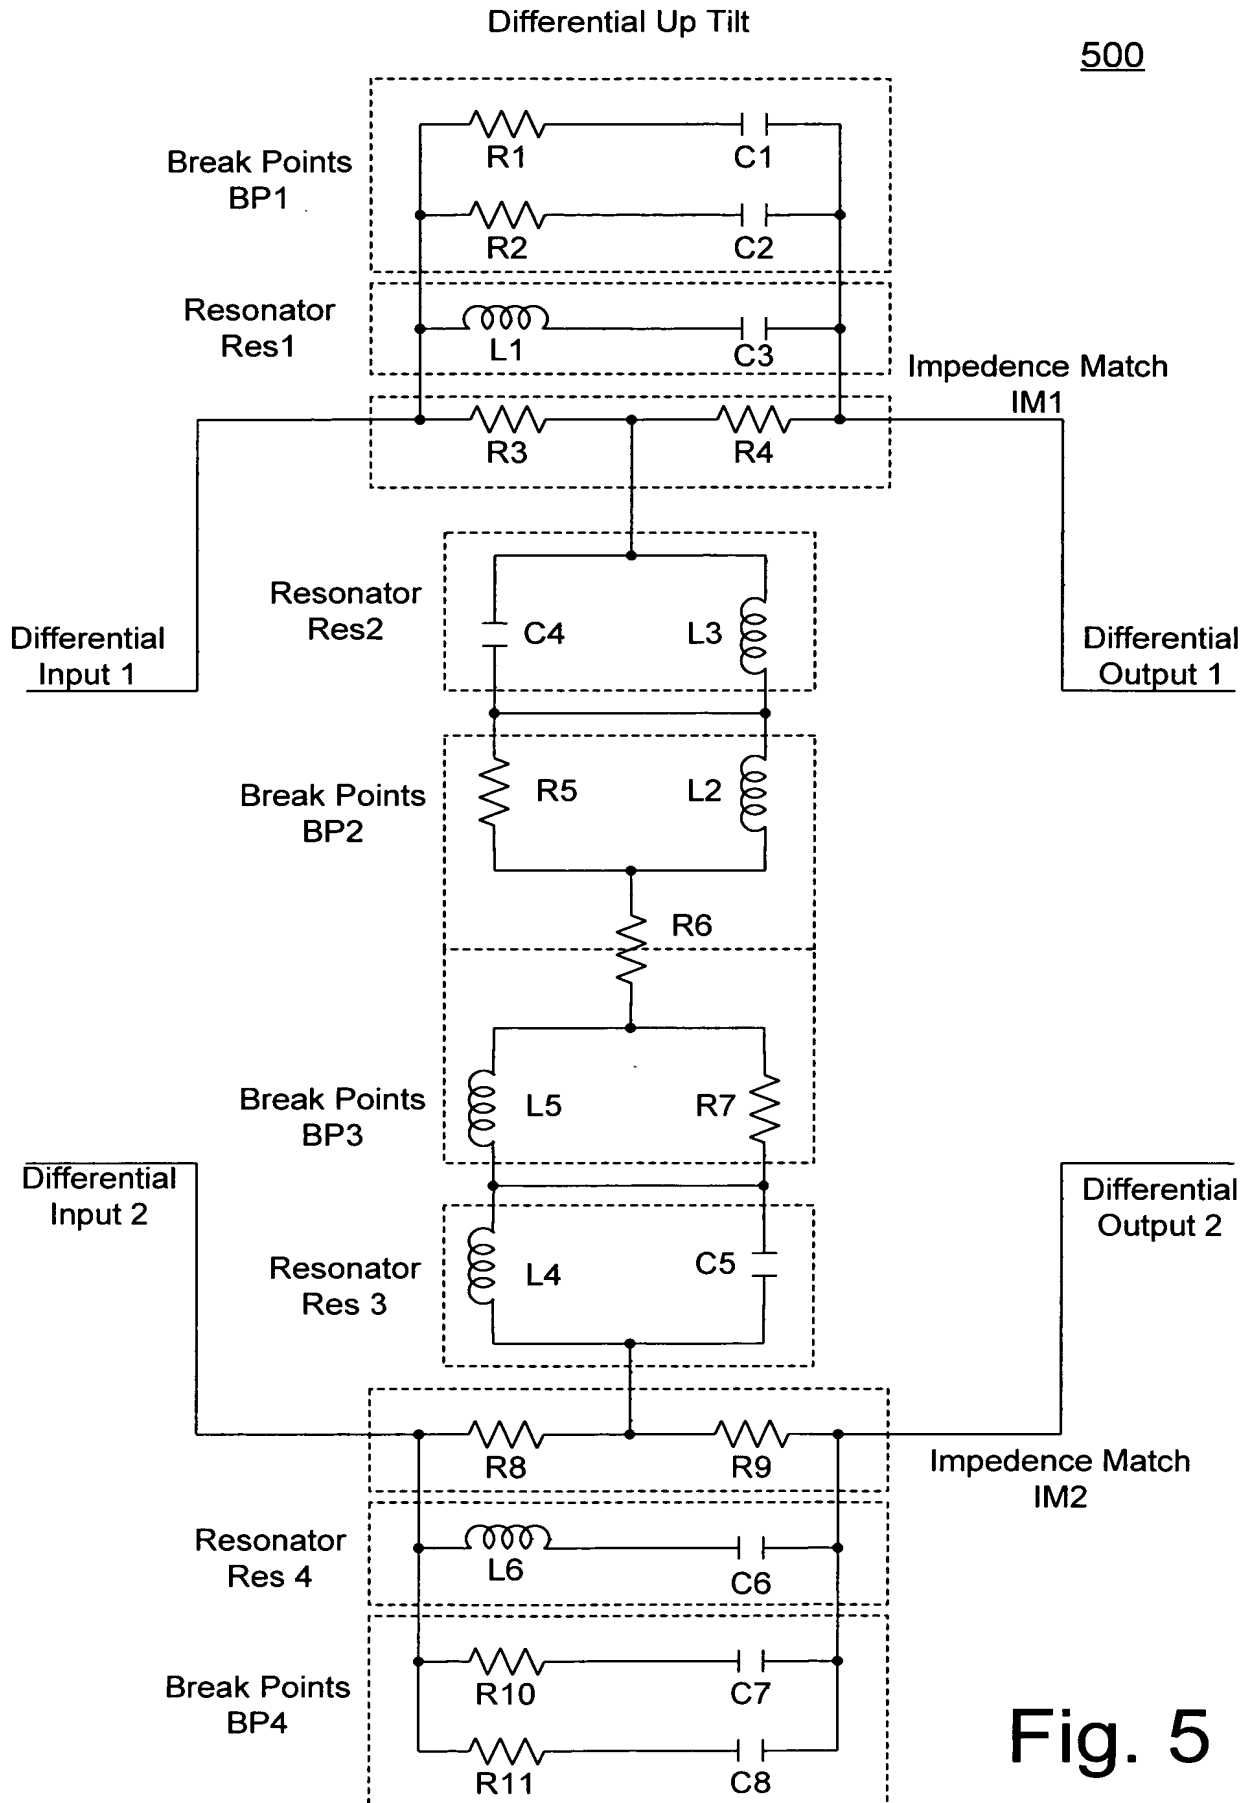 Differential Up Tilt
500
Break Points
BP1
R1
C1
R2
C2
Resonator
Res1
L1
C3
Impedence Match
IM1
R3
R4
Resonator
Res2
C4
L3
Differential
Input 1
Differential
Output 1
Break Points
BP2
R5
L2
R6
Break Points
BP3
L5
R7
Differential
Input 2
Differential
Output 2
Resonator
Res 3
L4
C5
R8
R9
Impedence Match
IM2
Resonator
Res 4
L6
C6
Break Points
BP4
R10
C7
R11
C8
Fig. 5